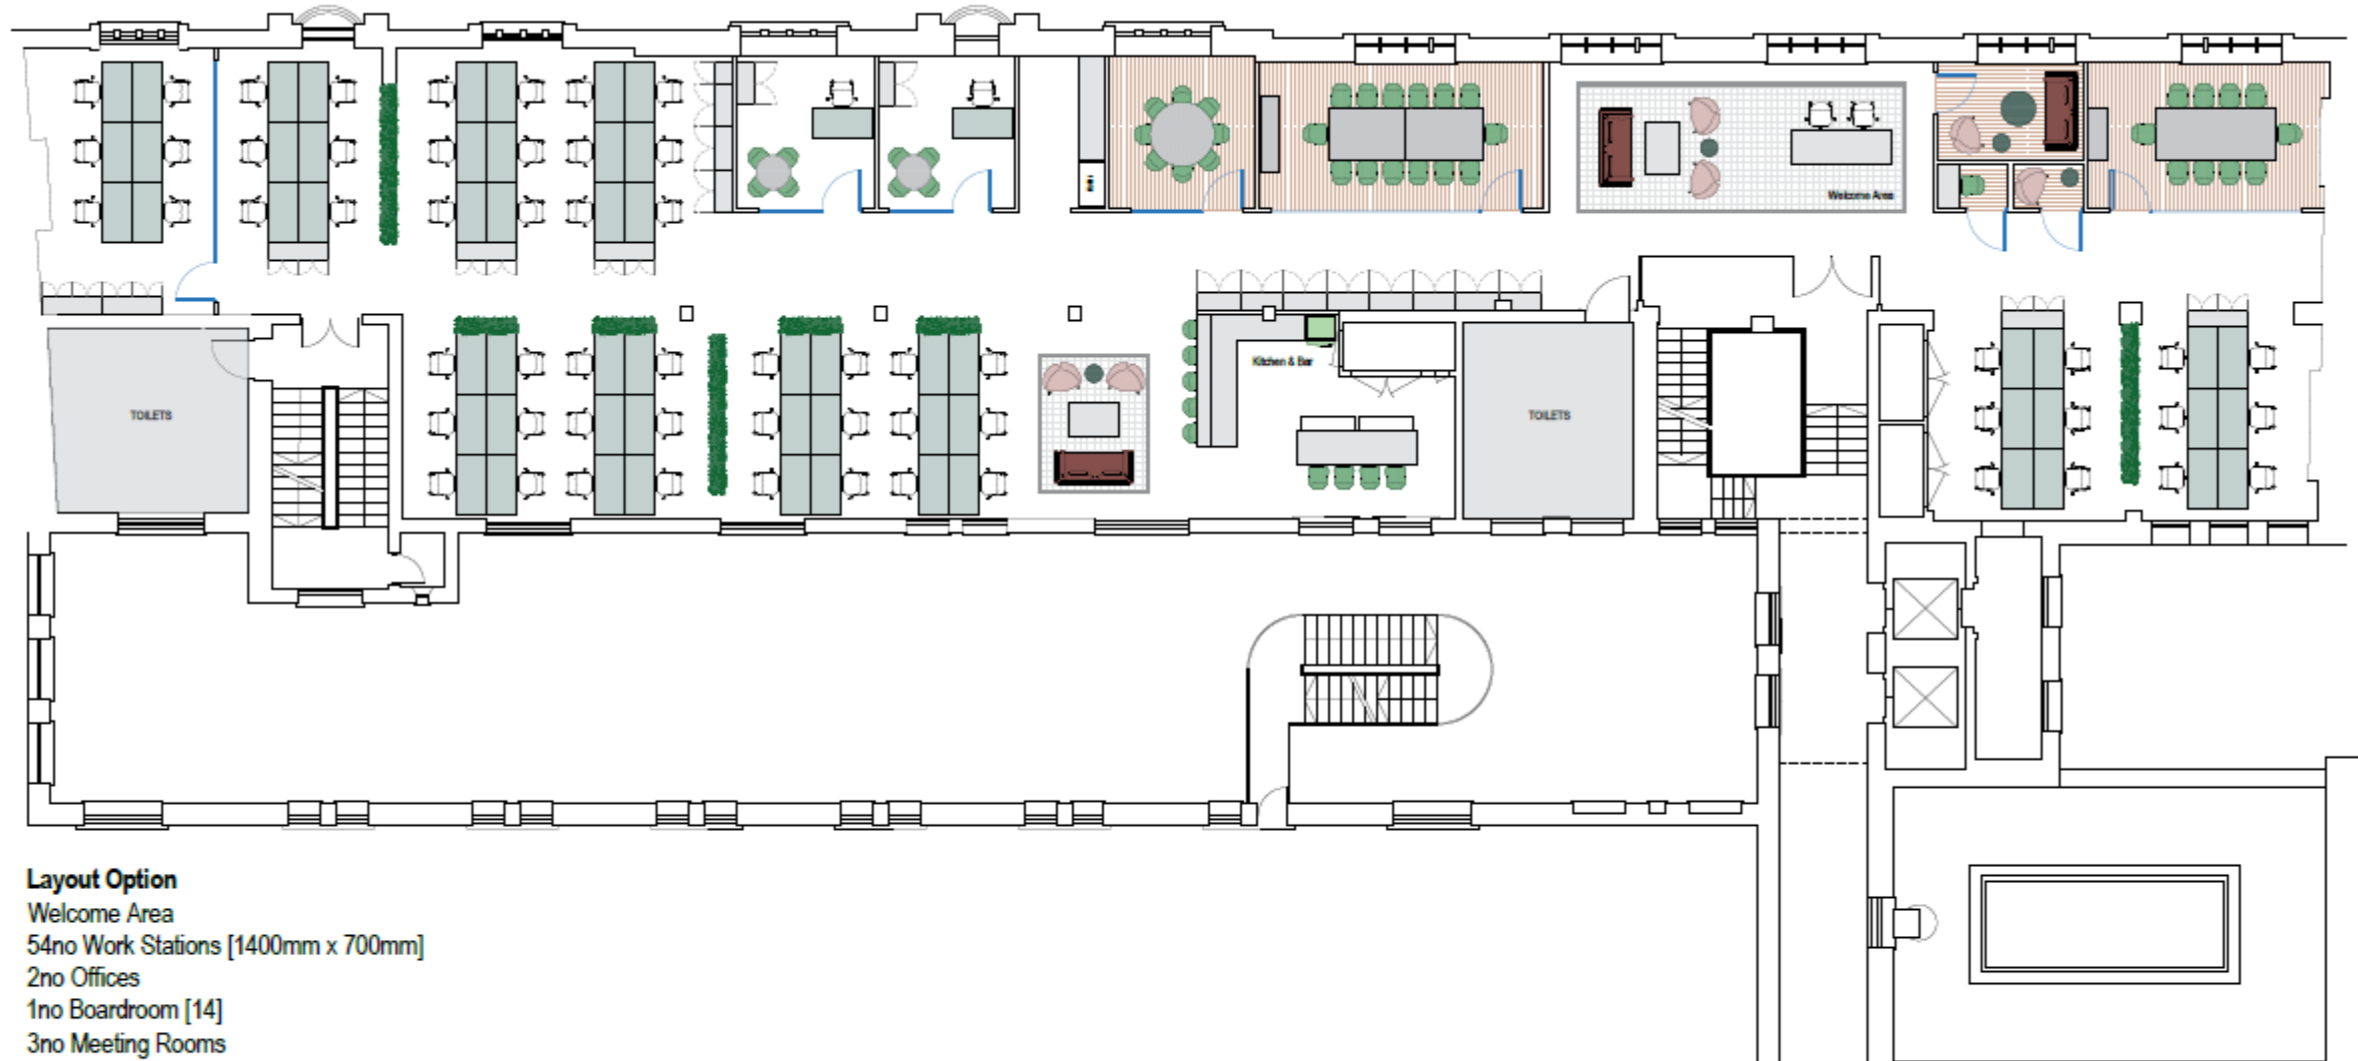 Welcome Area
Kitchen & Bar
TOILETS
TOILETS
Layout Option
Welcome Area
54no Work Stations [1400mm x 700mm]
2no Offices
1no Boardroom [14]
3no Meeting Rooms